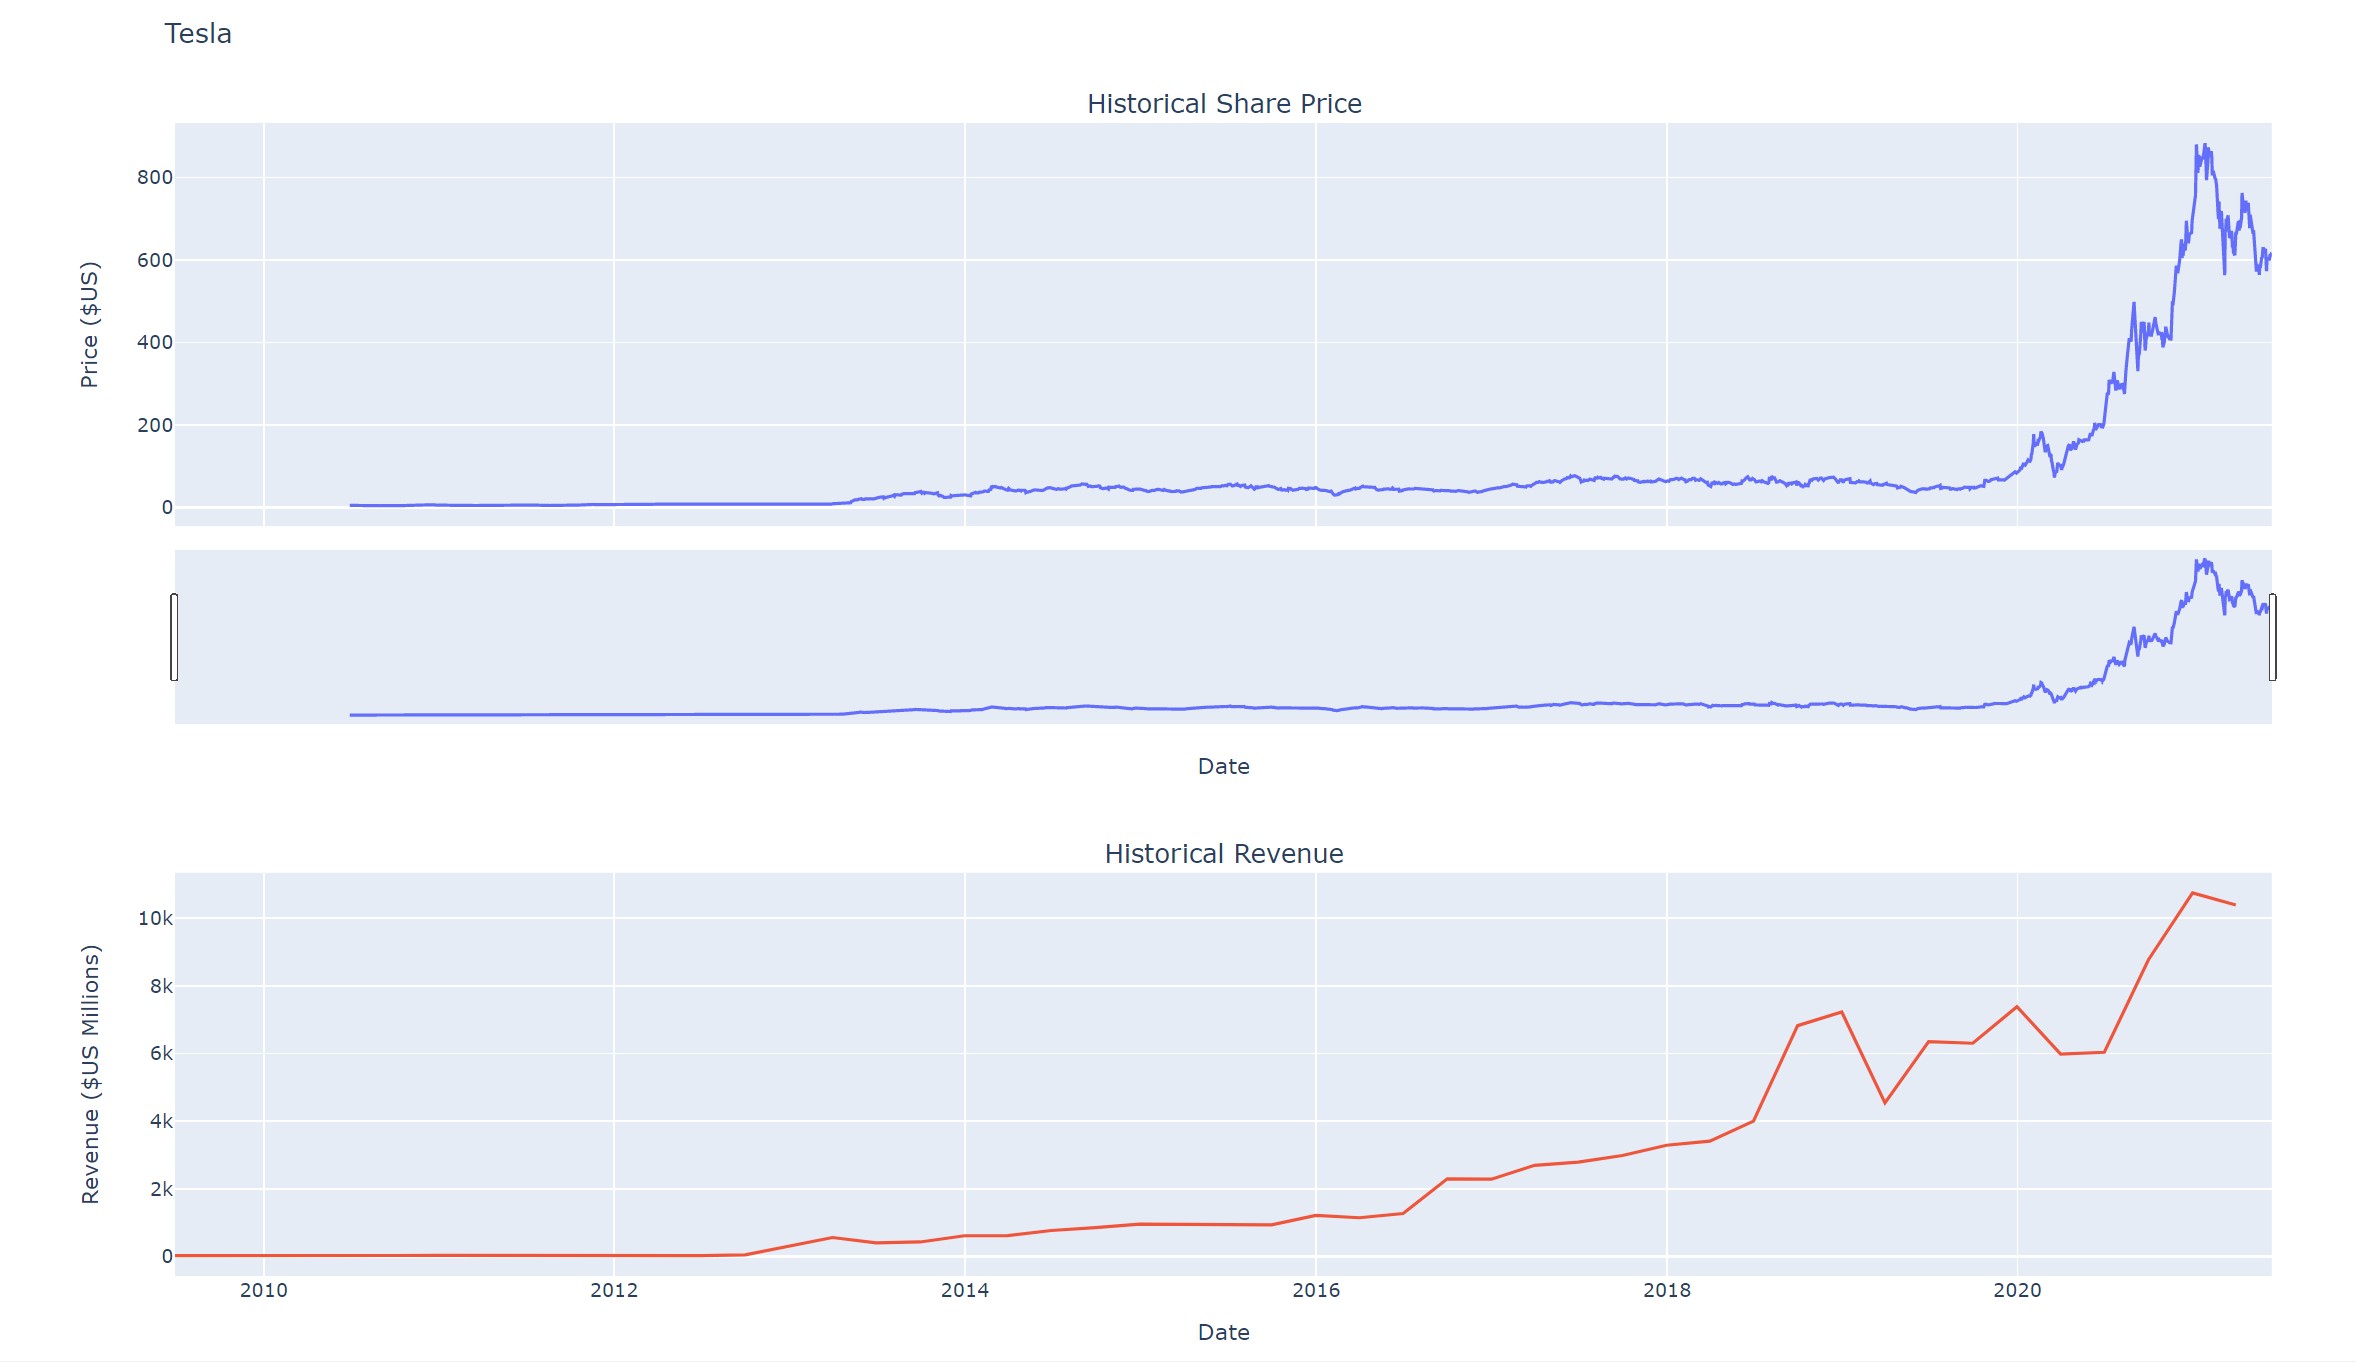 Tesla
Historical Share Price
Price ($US)
800
600
400
200
0
Date
Historical Revenue
Revenue ($US Millions)
10k
8k
6k
4k
2k
0
2010 2012 2014 2016 2018 2020
Date